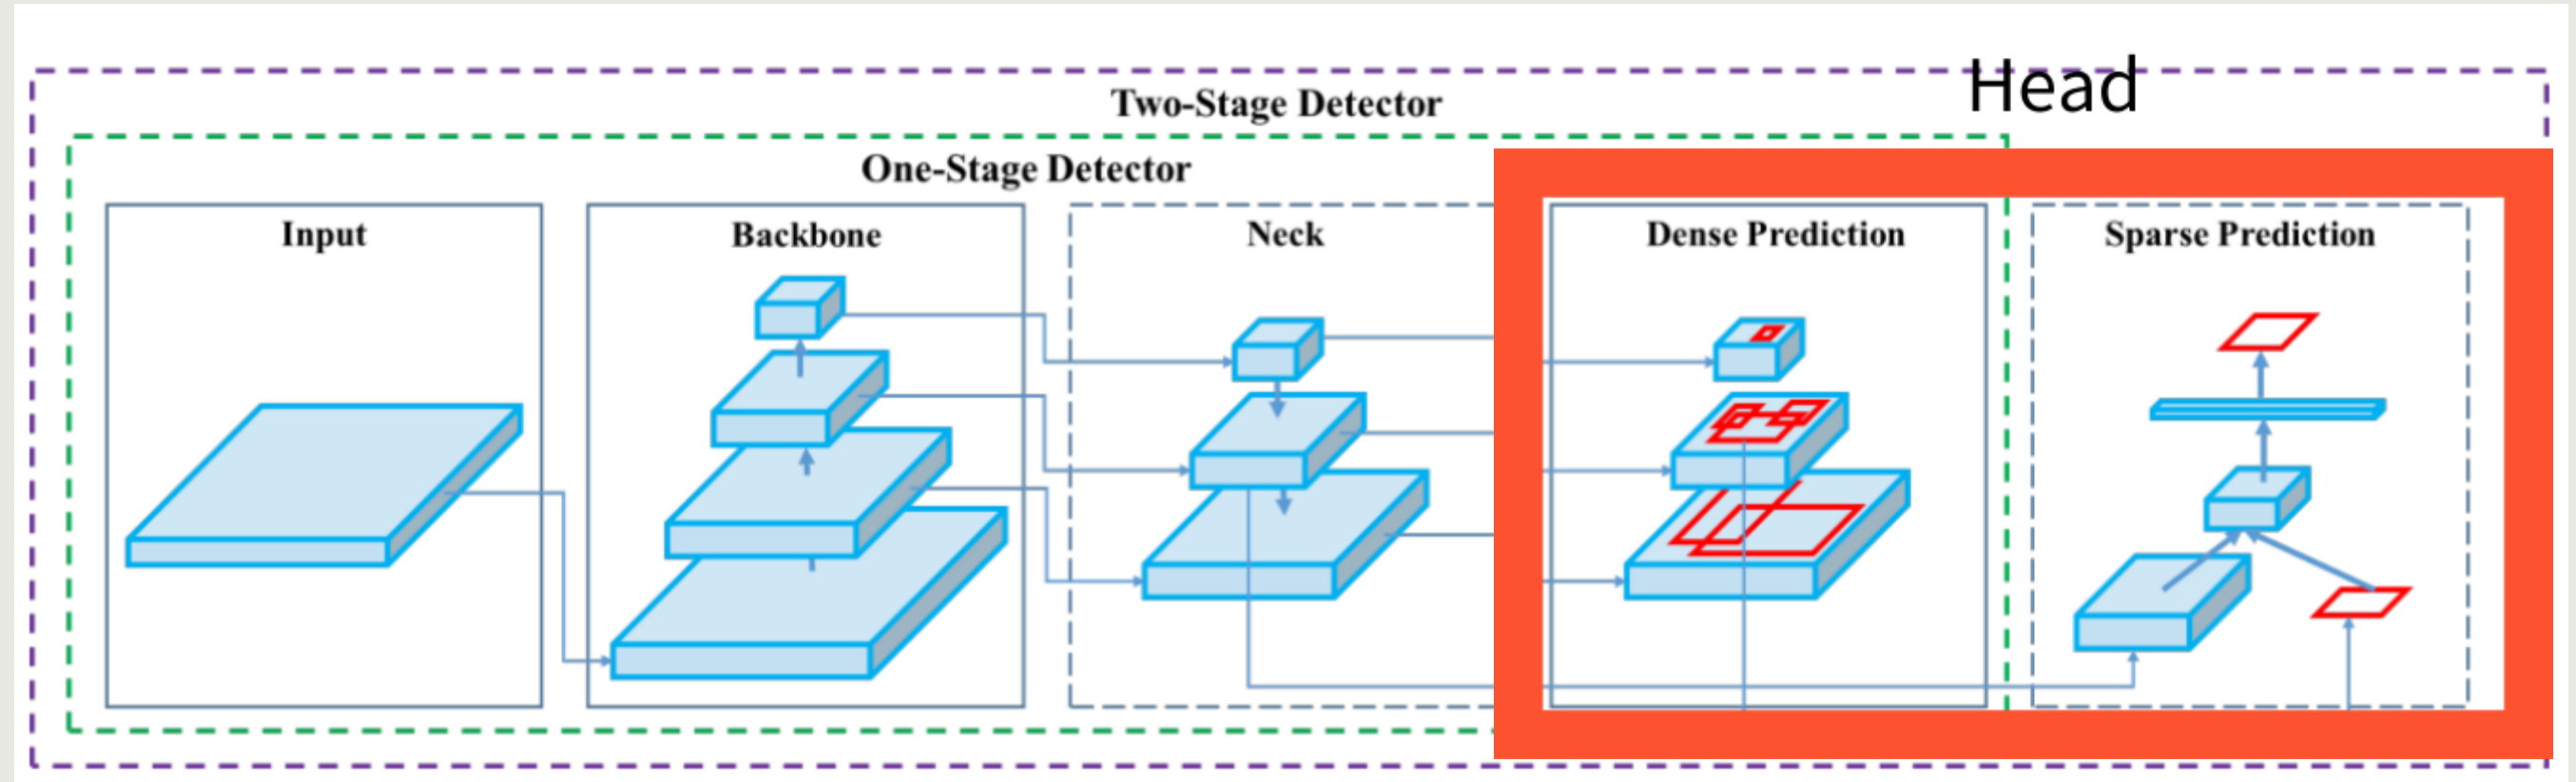 Head
Two-Stage Detector
One-Stage Detector
Input
Backbone
Neck
Dense Prediction
Sparse Prediction